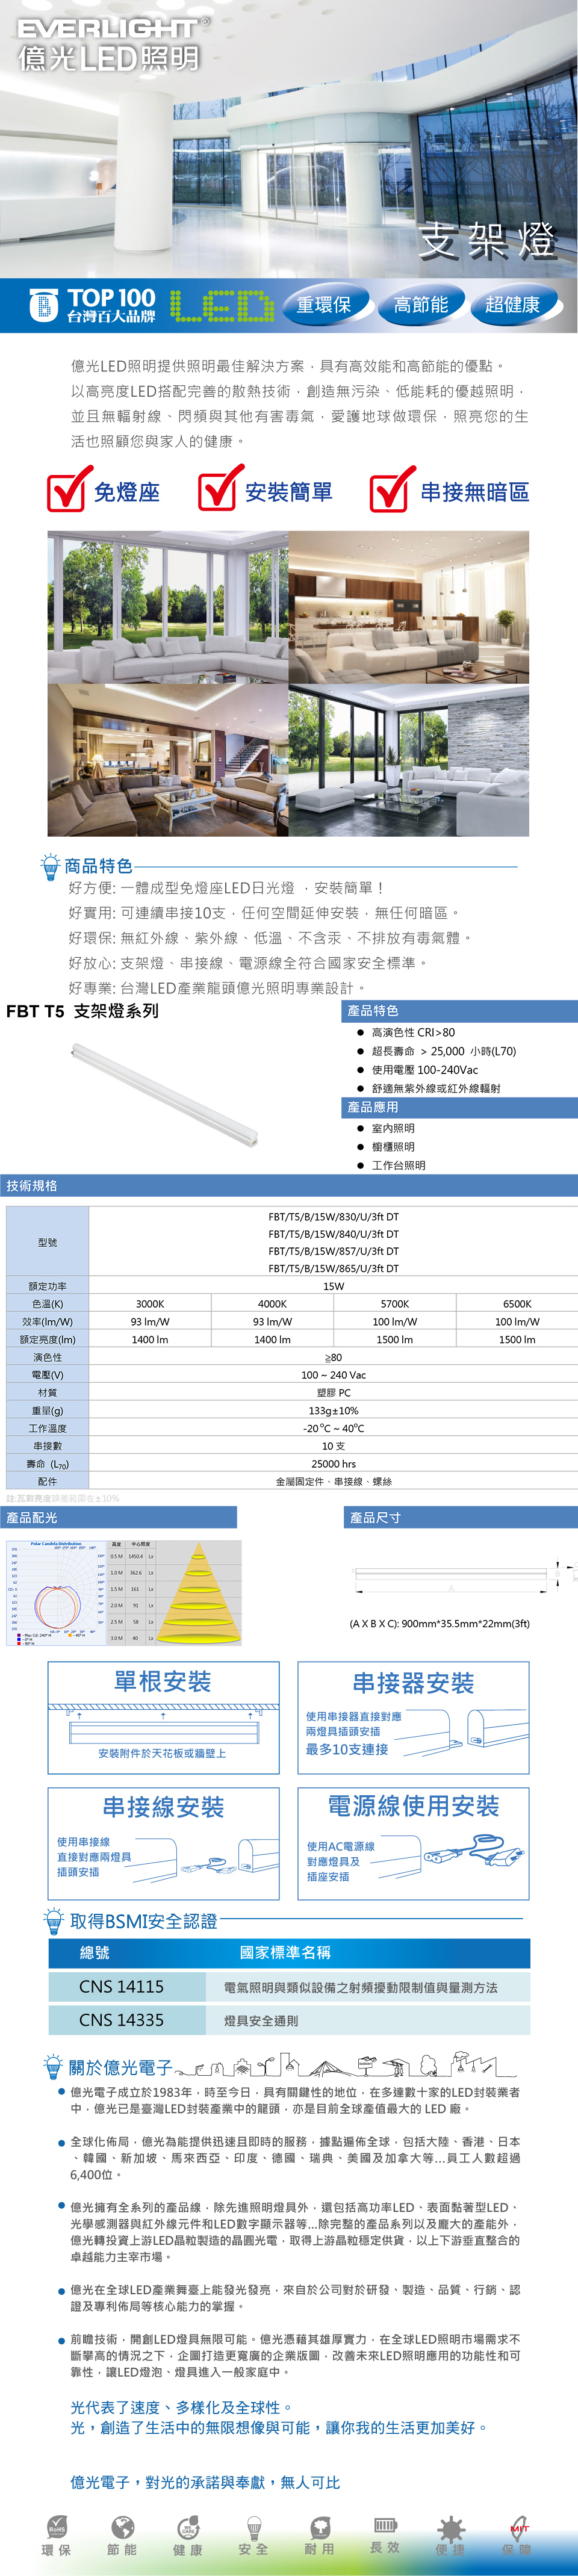 EVERLIGHT®
億光LED照明
支架燈
TOP 100
台灣百大品牌
LED
重環保
高節能
超健康
億光LED照明提供照明最佳解決方案，具有高效能和高節能的優點。
以高亮度LED搭配完善的散熱技術，創造無污染、低能耗的優越照明，
並且無輻射線、閃頻與其他有害毒氣，愛護地球做環保，照亮您的生
活也照顧您與家人的健康。
免燈座
安裝簡單
串接無暗區
商品特色
好方便: 一體成型免燈座LED日光燈 ，安裝簡單！
好實用: 可連續串接10支，任何空間延伸安裝，無任何暗區。
好環保: 無紅外線、紫外線、低溫、不含汞、不排放有毒氣體。
好放心: 支架燈、串接線、電源線全符合國家安全標準。
好專業: 台灣LED產業龍頭億光照明專業設計。
FBT T5 支架燈系列
產品特色
● 高演色性 CRI>80
● 超長壽命 > 25,000 小時(L70)
● 使用電壓 100-240Vac
● 舒適無紫外線或紅外線輻射
產品應用
● 室內照明
● 櫥櫃照明
● 工作台照明
技術規格
型號
FBT/T5/B/15W/830/U/3ft DT
FBT/T5/B/15W/840/U/3ft DT
FBT/T5/B/15W/857/U/3ft DT
FBT/T5/B/15W/865/U/3ft DT
額定功率 15W
色溫(K) 3000K 4000K 5700K 6500K
效率(lm/W) 93 lm/W 93 lm/W 100 lm/W 100 lm/W
額定亮度(lm) 1400 lm 1400 lm 1500 lm 1500 lm
演色性 ≧80
電壓(V) 100 ~ 240 Vac
材質 塑膠 PC
重量(g) 133g±10%
工作溫度 -20°C ~ 40°C
串接數 10 支
壽命 (L70) 25000 hrs
配件 金屬固定件、串接線、螺絲
註:瓦數亮度誤差範圍在±10%
產品配光
產品尺寸
Polar Candela Distribution
高度 中心照度
0.5 M 1450.4 Lx
1.0 M 362.6 Lx
1.5 M 161 Lx
2.0 M 91 Lx
2.5 M 58 Lx
3.0 M 40 Lx
A
(A X B X C): 900mm*35.5mm*22mm(3ft)
單根安裝
安裝附件於天花板或牆壁上
串接器安裝
使用串接器直接對應
兩燈具插頭安插
最多10支連接
串接線安裝
使用串接線
直接對應兩燈具
插頭安插
電源線使用安裝
使用AC電源線
對應燈具及
插座安插
取得BSMI安全認證
總號 國家標準名稱
CNS 14115 電氣照明與類似設備之射頻擾動限制值與量測方法
CNS 14335 燈具安全通則
關於億光電子
● 億光電子成立於1983年，時至今日，具有關鍵性的地位，在多達數十家的LED封裝業者
中，億光已是臺灣LED封裝產業中的龍頭，亦是目前全球產值最大的 LED 廠。
● 全球化佈局，億光為能提供迅速且即時的服務，據點遍佈全球，包括大陸、香港、日本
、韓國、新加坡、馬來西亞、印度、德國、瑞典、美國及加拿大等...員工人數超過
6,400位。
● 億光擁有全系列的產品線，除先進照明燈具外，還包括高功率LED、表面黏著型LED、
光學感測器與紅外線元件和LED數字顯示器等...除完整的產品系列以及龐大的產能外，
億光轉投資上游LED晶粒製造的晶圓光電，取得上游晶粒穩定供貨，以上下游垂直整合的
卓越能力主宰市場。
● 億光在全球LED產業舞臺上能發光發亮，來自於公司對於研發、製造、品質、行銷、認
證及專利佈局等核心能力的掌握。
● 前瞻技術，開創LED燈具無限可能。億光憑藉其雄厚實力，在全球LED照明市場需求不
斷攀高的情況之下，企圖打造更寬廣的企業版圖，改善未來LED照明應用的功能性和可
靠性，讓LED燈泡、燈具進入一般家庭中。
光代表了速度、多樣化及全球性。
光，創造了生活中的無限想像與可能，讓你我的生活更加美好。
億光電子，對光的承諾與奉獻，無人可比
RoHS
MIT
環保 節能 健康 安全 耐用 長效 便捷 保障